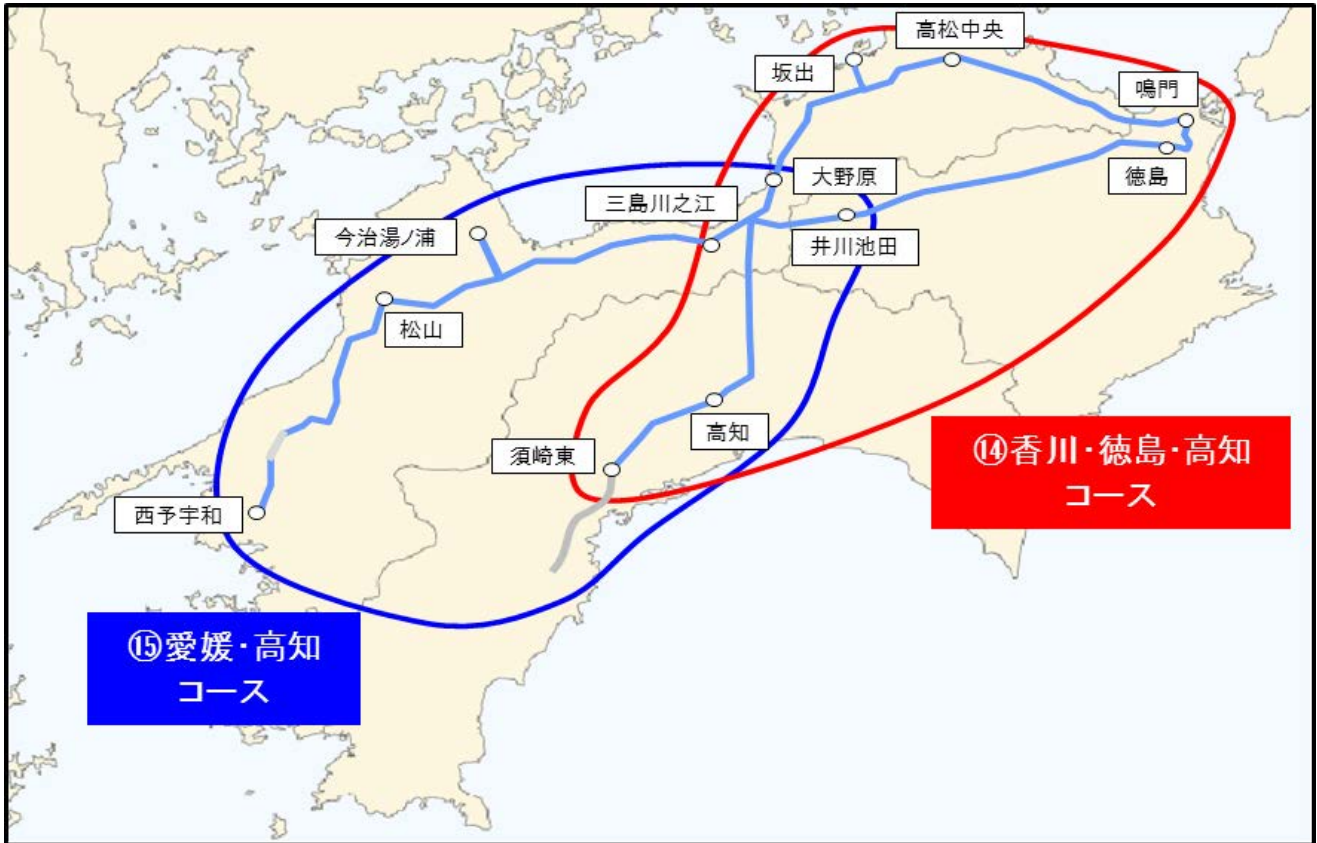 高松中央
坂出
鳴門
徳島
大野原
三島川之江
今治湯ノ浦
井川池田
松山
高知
須崎東
西予宇和
⑭香川・徳島・高知
コース
⑮愛媛・高知
コース